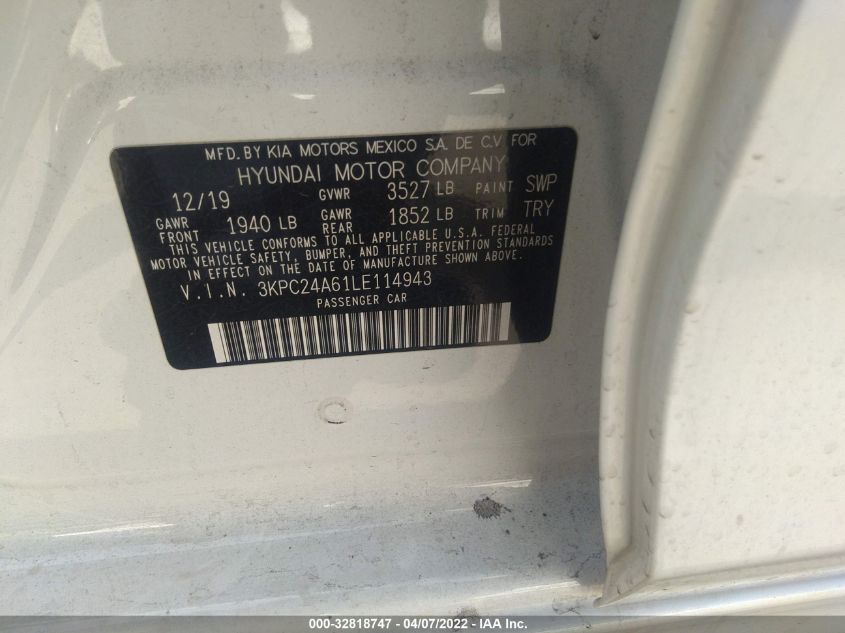 MFD. BY KIA MOTORS MEXICO S.A. DE C.V FOR
HYUNDAI MOTOR COMPANY
12/19 GVWR 3527 LB PAINT SWP
GAWR FRONT 1940 LB GAWR REAR 1852 LB TRIM TRY
THIS VEHICLE CONFORMS TO ALL APPLICABLE U.S.A. FEDERAL
MOTOR VEHICLE SAFETY, BUMPER, AND THEFT PREVENTION STANDARDS
IN EFFECT ON THE DATE OF MANUFACTURE SHOWN ABOVE.
V.I.N. 3KPC24A61LE114943
PASSENGER CAR
000-32818747 - 04/07/2022 - IAA Inc.